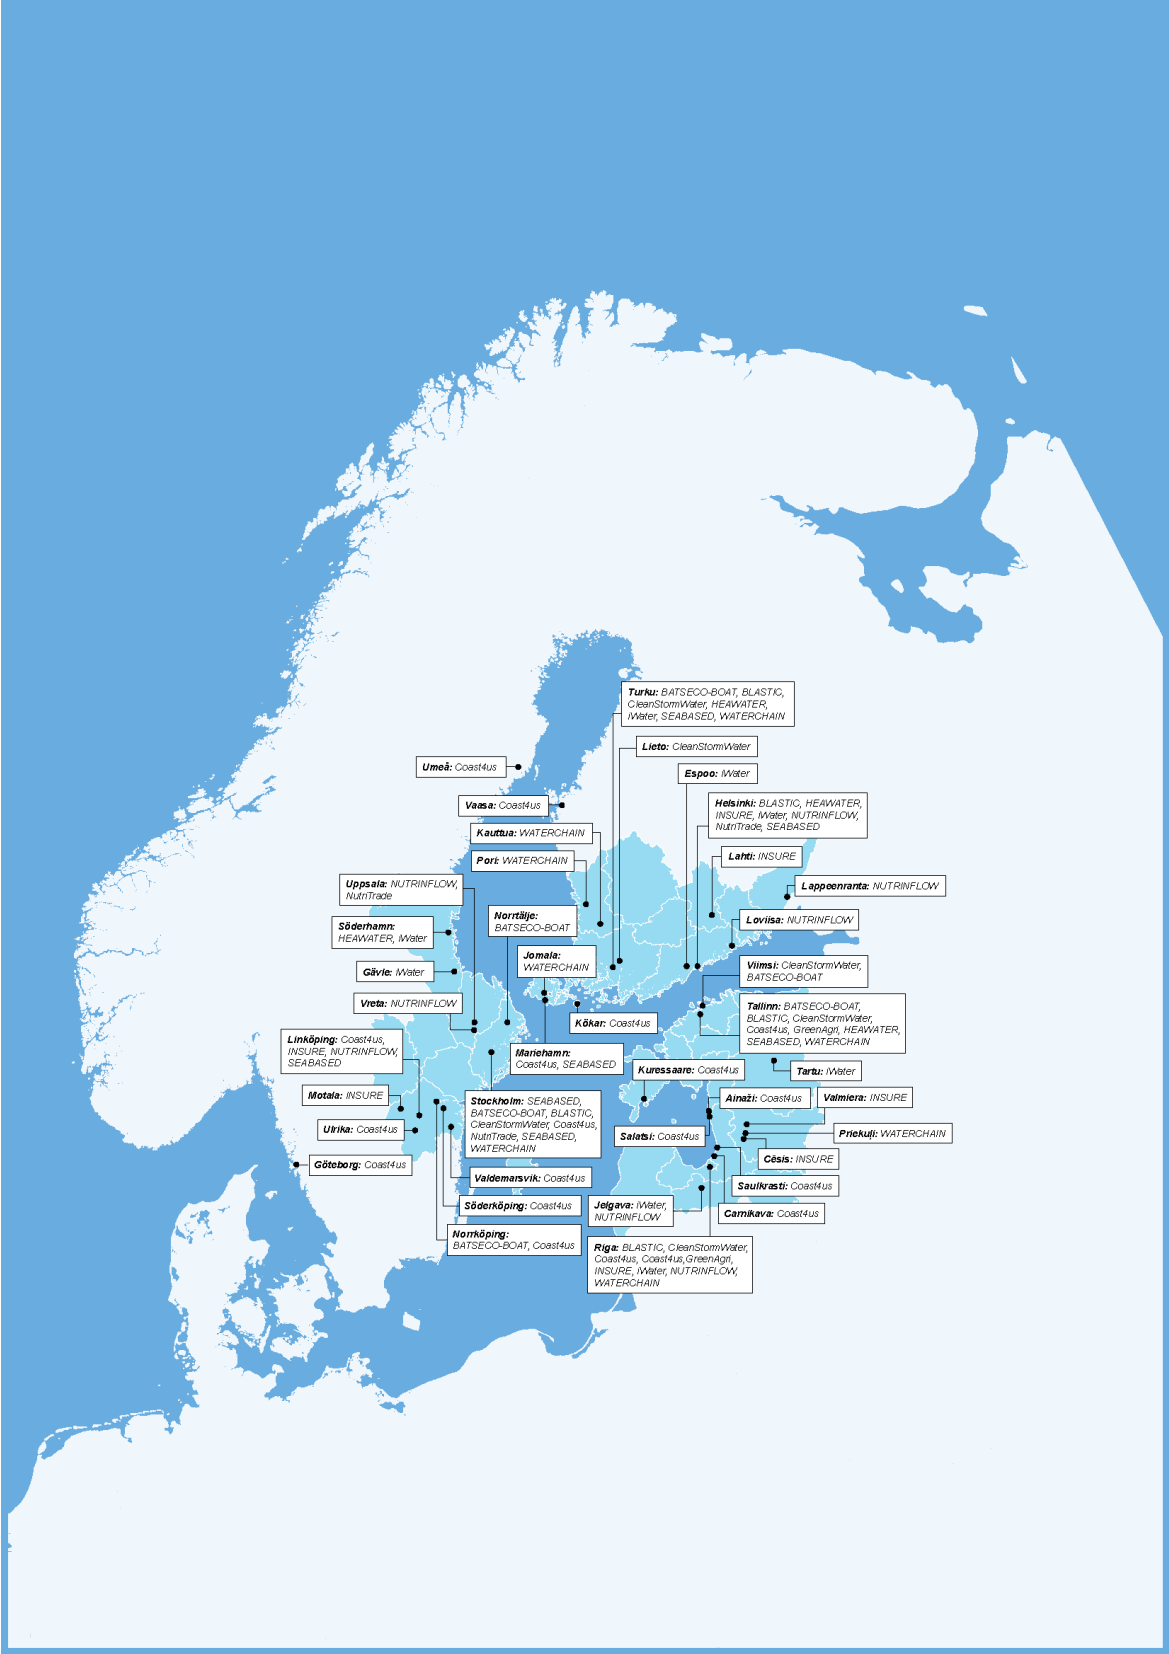 Turku: BATSECO-BOAT, BLASTIC,
CleanStormWater, HEAWATER,
iWater, SEABASED, WATERCHAIN
Lieto: CleanStormWater
Umeå: Coast4us
Espoo: iWater
Vaasa: Coast4us
Helsinki: BLASTIC, HEAWATER,
INSURE, iWater, NUTRINFLOW,
NutriTrade, SEABASED
Kauttua: WATERCHAIN
Pori: WATERCHAIN
Lahti: INSURE
Uppsala: NUTRINFLOW,
NutriTrade
Lappeenranta: NUTRINFLOW
Norrtälje:
BATSECO-BOAT
Loviisa: NUTRINFLOW
Söderhamn:
HEAWATER, iWater
Jomala:
WATERCHAIN
Gävle: iWater
Viimsi: CleanStormWater,
BATSECO-BOAT
Vreta: NUTRINFLOW
Tallinn: BATSECO-BOAT,
BLASTIC, CleanStormWater,
Coast4us, GreenAgri, HEAWATER,
SEABASED, WATERCHAIN
Kökar: Coast4us
Linköping: Coast4us,
INSURE, NUTRINFLOW,
SEABASED
Mariehamn:
Coast4us, SEABASED
Kuressaare: Coast4us
Tartu: iWater
Motala: INSURE
Stockholm: SEABASED,
BATSECO-BOAT, BLASTIC,
CleanStormWater, Coast4us,
NutriTrade, SEABASED,
WATERCHAIN
Ainaži: Coast4us
Valmiera: INSURE
Ulrika: Coast4us
Salatsi: Coast4us
Priekuļi: WATERCHAIN
Göteborg: Coast4us
Cēsis: INSURE
Valdemarsvik: Coast4us
Saulkrasti: Coast4us
Söderköping: Coast4us
Jelgava: iWater,
NUTRINFLOW
Carnikava: Coast4us
Norrköping:
BATSECO-BOAT, Coast4us
Riga: BLASTIC, CleanStormWater,
Coast4us, Coast4us,GreenAgri,
INSURE, iWater, NUTRINFLOW,
WATERCHAIN